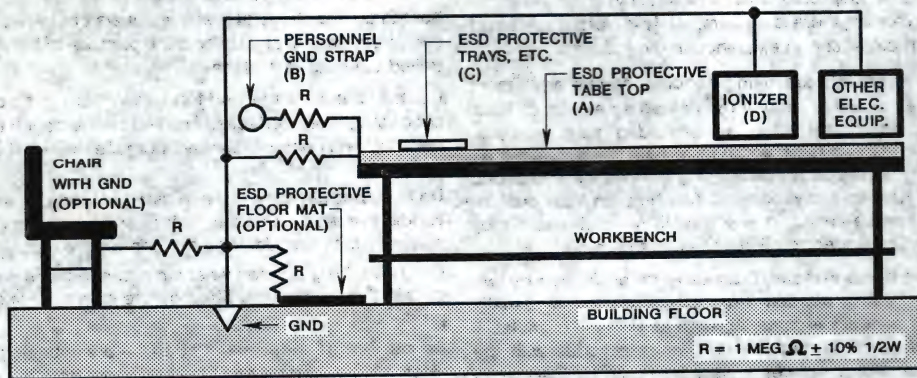 PERSONNEL
GND STRAP
(B)
R
R
ESD PROTECTIVE
TRAYS, ETC.
(C)
ESD PROTECTIVE
TABE TOP
(A)
IONIZER
(D)
OTHER
ELEC.
EQUIP.
CHAIR
WITH GND
(OPTIONAL)
R
ESD PROTECTIVE
FLOOR MAT
(OPTIONAL)
R
WORKBENCH
GND
BUILDING FLOOR
R = 1 MEG Ω ± 10% 1/2W